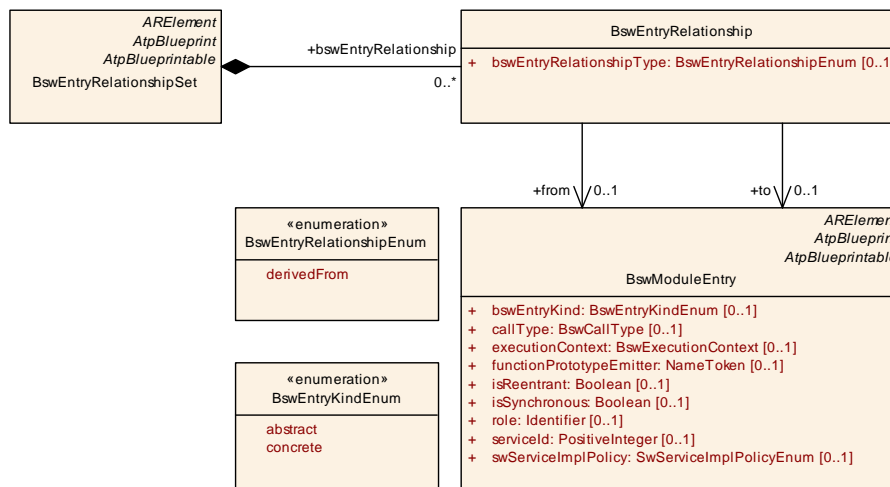 ARElement
AtpBlueprint
AtpBlueprintable
BswEntryRelationshipSet
+bswEntryRelationship
0..*
BswEntryRelationship
+ bswEntryRelationshipType: BswEntryRelationshipEnum [0..1
+from
0..1
+to
0..1
«enumeration»
BswEntryRelationshipEnum
derivedFrom
ARElement
AtpBlueprin
AtpBlueprintable
BswModuleEntry
+ bswEntryKind: BswEntryKindEnum [0..1]
+ callType: BswCallType [0..1]
+ executionContext: BswExecutionContext [0..1]
+ functionPrototypeEmitter: NameToken [0..1]
+ isReentrant: Boolean [0..1]
+ isSynchronous: Boolean [0..1]
+ role: Identifier [0..1]
+ serviceId: PositiveInteger [0..1]
+ swServiceImplPolicy: SwServiceImplPolicyEnum [0..1]
«enumeration»
BswEntryKindEnum
abstract
concrete